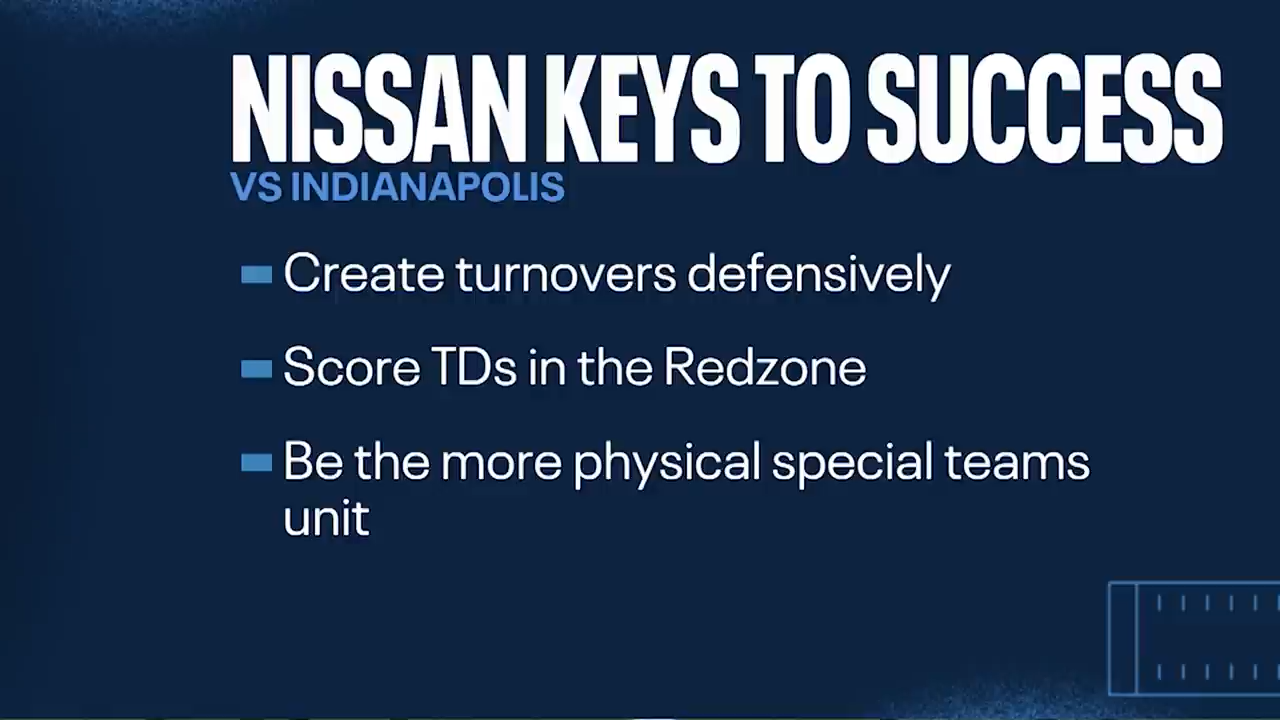 NISSAN KEYS TO SUCCESS
VS INDIANAPOLIS
Create turnovers defensively
Score TDs in the Redzone
Be the more physical special teams
unit